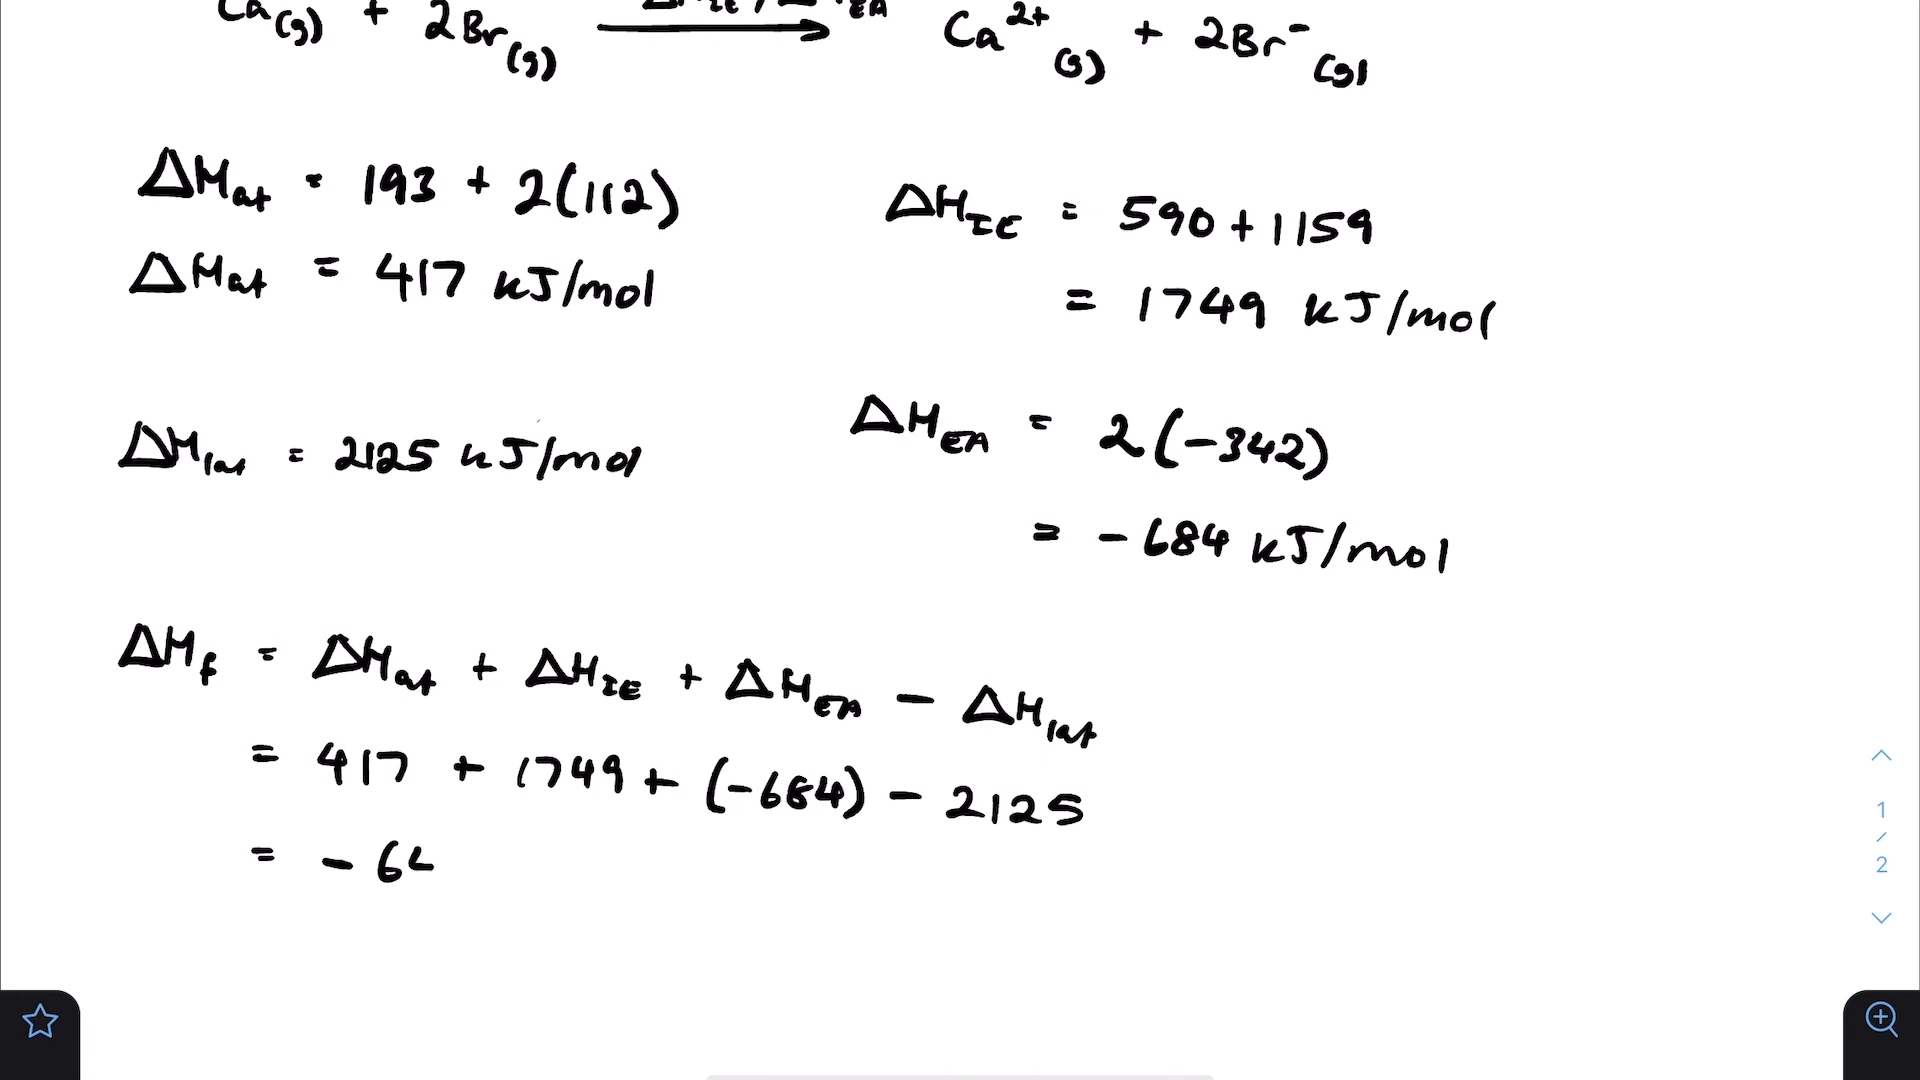 Ca(g) + 2Br(g) → Ca²⁺(g) + 2Br⁻(g)
ΔHat = 193 + 2(112)
ΔHat = 417 kJ/mol
ΔHIE = 590 + 1159
= 1749 kJ/mol
ΔHlat = 2125 kJ/mol
ΔHEA = 2(-342)
= -684 kJ/mol
ΔHf = ΔHat + ΔHIE + ΔHEA - ΔHlat
= 417 + 1749 + (-684) - 2125
= - 64
1
/
2